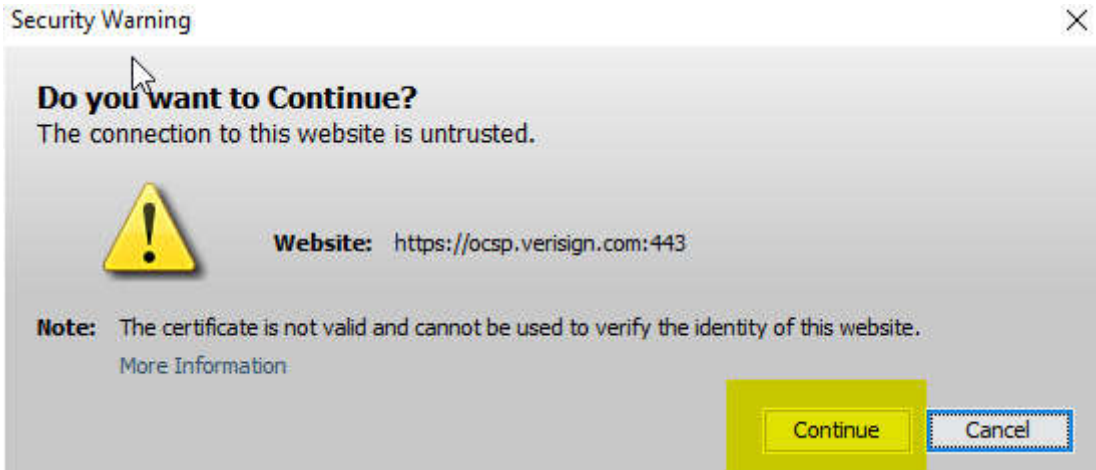 Security Warning
Do you want to Continue?
The connection to this website is untrusted.
Website: https://ocsp.verisign.com:443
Note: The certificate is not valid and cannot be used to verify the identity of this website.
More Information
Continue Cancel